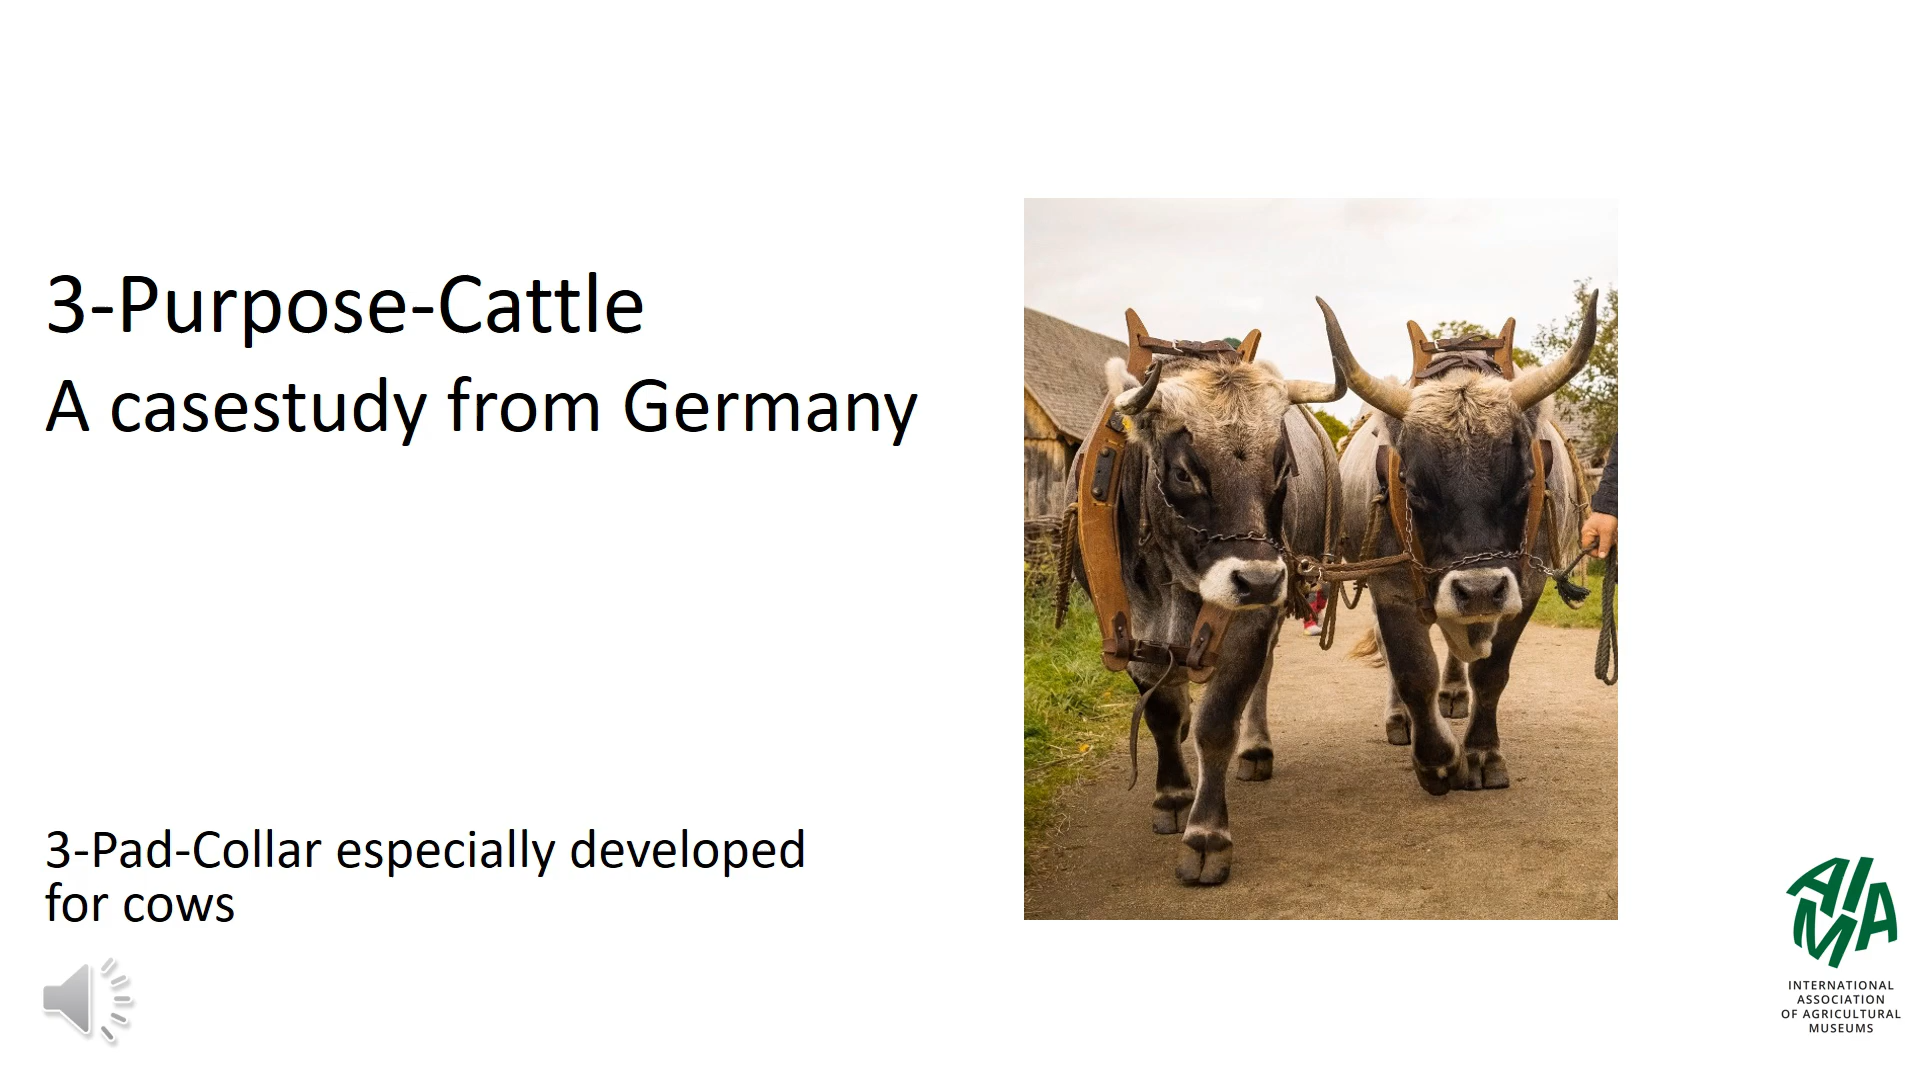 3-Purpose-Cattle
A casestudy from Germany
3-Pad-Collar especially developed
for cows
AIMA
INTERNATIONAL
ASSOCIATION
OF AGRICULTURAL
MUSEUMS